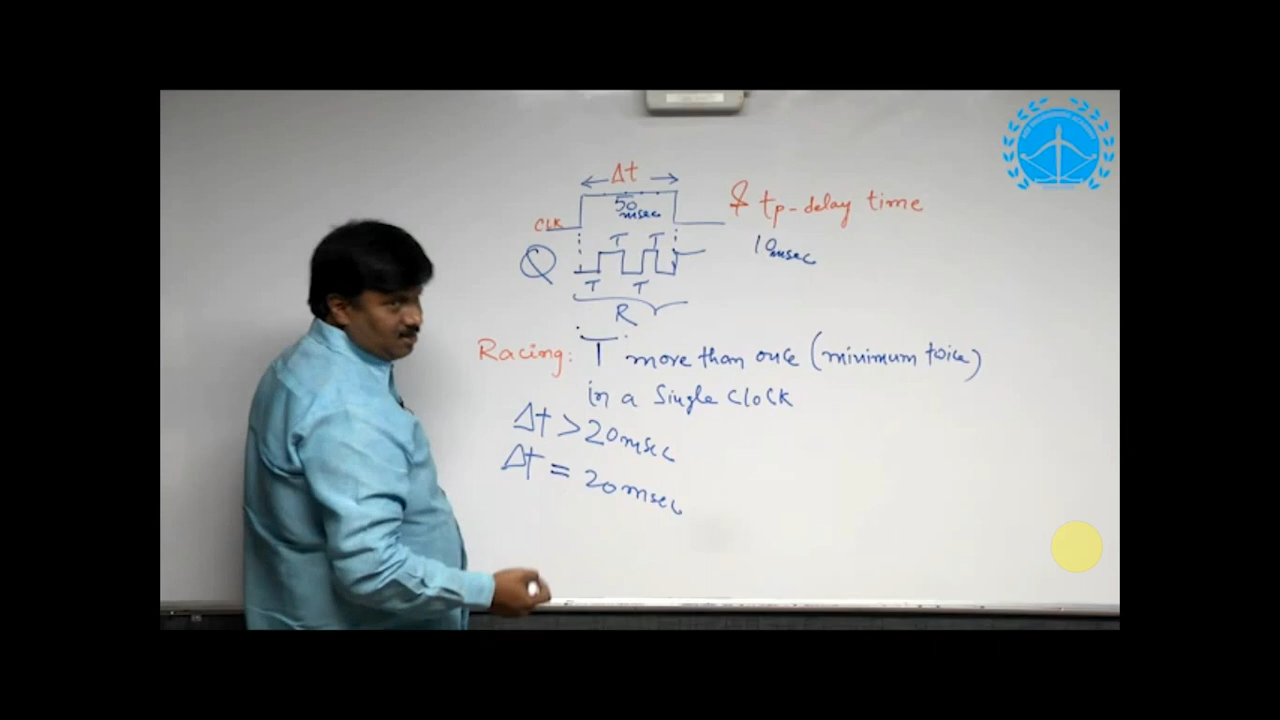 Δt
50
msec
CLK
& tp-delay time
10msec
T T
Q
T T
R
Racing: T more than once (minimum twice)
in a single CLOCK
Δt > 20msec
Δt = 20msec